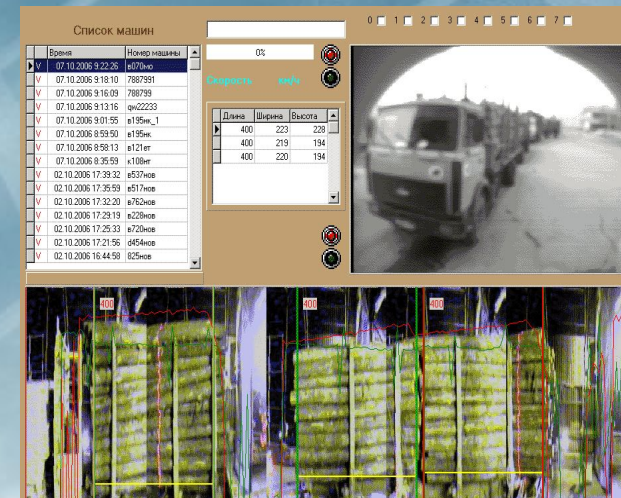 Список машин
0 1 2 3 4 5 6 7
0%
Скорость км/ч
Время Номер машины
V 07.10.2006 9:22:26 в070мо
V 07.10.2006 9:18:10 7887991
V 07.10.2006 9:16:09 788799
V 07.10.2006 9:13:16 qw22233
V 07.10.2006 9:01:55 в195нк_1
V 07.10.2006 8:59:50 в195нк
V 07.10.2006 8:58:13 в121ет
V 07.10.2006 8:35:59 к108нт
V 02.10.2006 17:39:32 в537нов
V 02.10.2006 17:35:59 в517нов
V 02.10.2006 17:32:20 в762нов
V 02.10.2006 17:29:19 в228нов
V 02.10.2006 17:25:33 в720нов
V 02.10.2006 17:21:56 d454нов
V 02.10.2006 16:44:58 825нов
Длина Ширина Высота
400 223 228
400 219 194
400 220 194
400 400 400